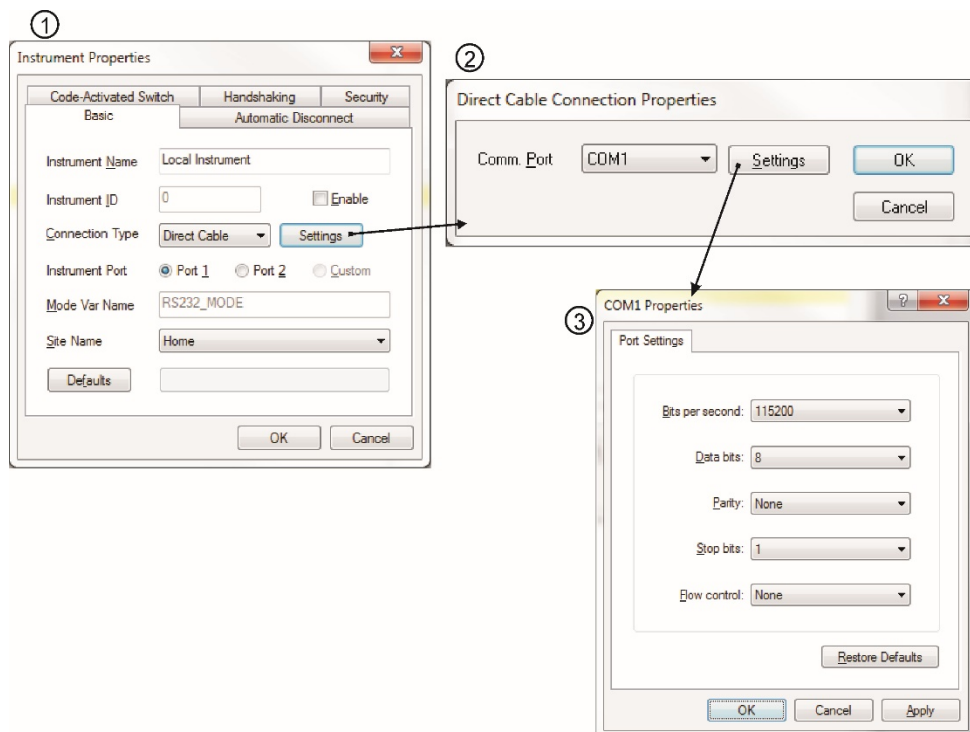 ①
Instrument Properties
Code-Activated Switch Handshaking Security
Basic Automatic Disconnect
Instrument Name Local Instrument
Instrument ID 0 Enable
Connection Type Direct Cable Settings
Instrument Port Port 1 Port 2 Custom
Mode Var Name RS232_MODE
Site Name Home
Defaults
OK Cancel
②
Direct Cable Connection Properties
Comm. Port COM1 Settings OK
Cancel
③
COM1 Properties ?
Port Settings
Bits per second: 115200
Data bits: 8
Parity: None
Stop bits: 1
Flow control: None
Restore Defaults
OK Cancel Apply